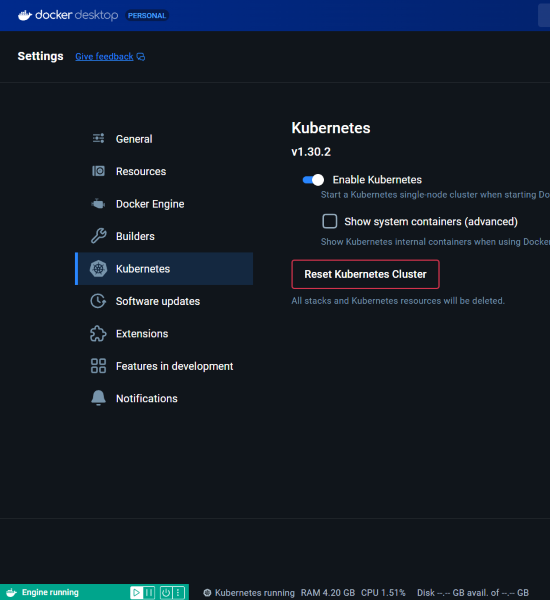 docker desktop PERSONAL
Settings Give feedback
General
Resources
Docker Engine
Builders
Kubernetes
Software updates
Extensions
Features in development
Notifications
Kubernetes
v1.30.2
Enable Kubernetes
Start a Kubernetes single-node cluster when starting Do
Show system containers (advanced)
Show Kubernetes internal containers when using Docker
Reset Kubernetes Cluster
All stacks and Kubernetes resources will be deleted.
Engine running Kubernetes running RAM 4.20 GB CPU 1.51% Disk --.-- GB avail. of --.-- GB